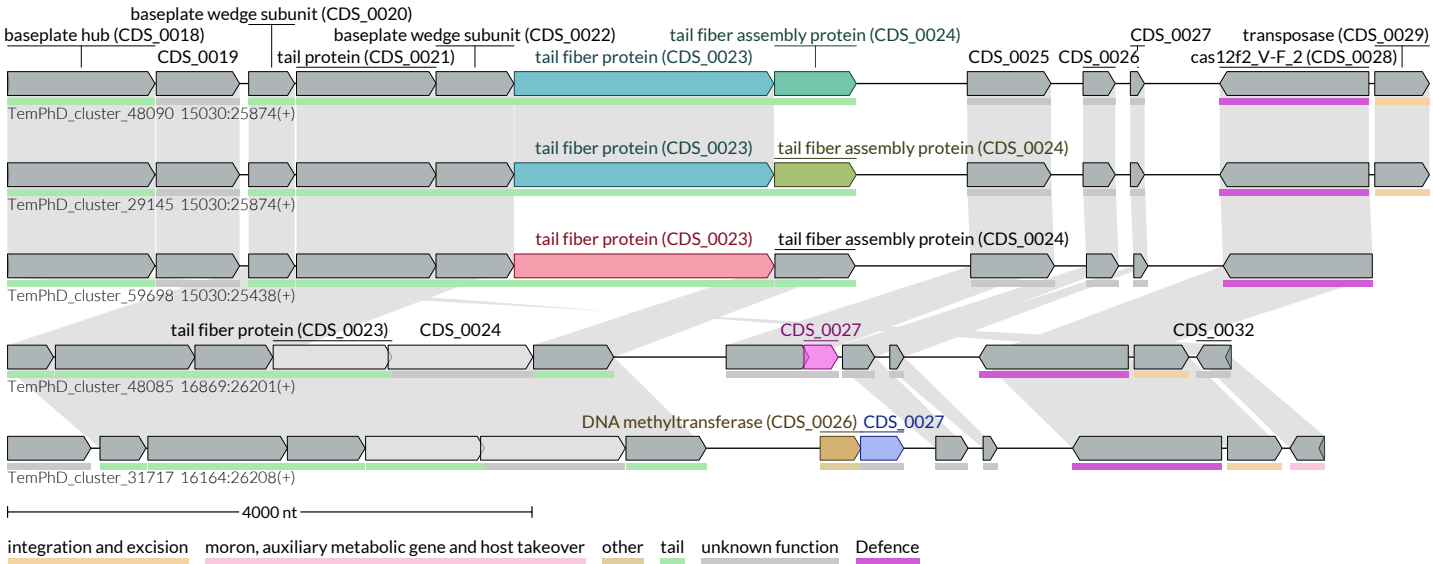 baseplate wedge subunit (CDS_0020)
baseplate hub (CDS_0018) baseplate wedge subunit (CDS_0022) tail fiber assembly protein (CDS_0024) CDS_0027 transposase (CDS_0029)
CDS_0019 tail protein (CDS_0021) tail fiber protein (CDS_0023) CDS_0025 CDS_0026 cas12f2_V-F_2 (CDS_0028)
TemPhD_cluster_48090 15030:25874(+)
tail fiber protein (CDS_0023) tail fiber assembly protein (CDS_0024)
TemPhD_cluster_29145 15030:25874(+)
tail fiber protein (CDS_0023) tail fiber assembly protein (CDS_0024)
TemPhD_cluster_59698 15030:25438(+)
tail fiber protein (CDS_0023) CDS_0024 CDS_0027 CDS_0032
TemPhD_cluster_48085 16869:26201(+)
DNA methyltransferase (CDS_0026) CDS_0027
TemPhD_cluster_31717 16164:26208(+)
4000 nt
integration and excision moron, auxiliary metabolic gene and host takeover other tail unknown function Defence